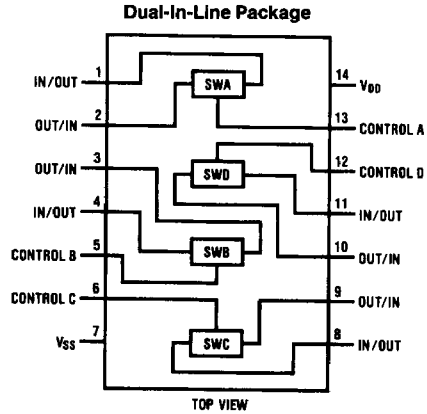 Dual-In-Line Package
1
IN/OUT
2
OUT/IN
3
OUT/IN
4
IN/OUT
5
CONTROL B
6
CONTROL C
7
VSS
SWA
SWD
SWB
SWC
14
VDD
13
CONTROL A
12
CONTROL D
11
IN/OUT
10
OUT/IN
9
OUT/IN
8
IN/OUT
TOP VIEW